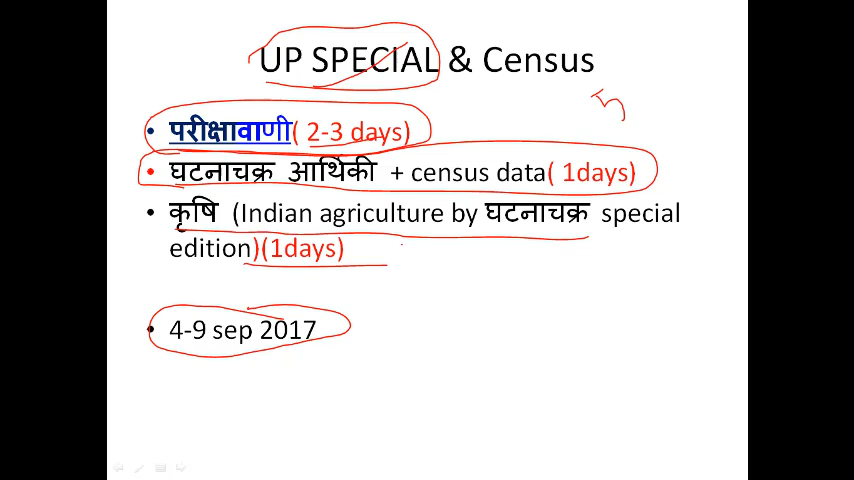 UP SPECIAL & Census
• परीक्षावाणी( 2-3 days)
• घटनाचक्र आर्थिकी + census data( 1days)
• कृषि (Indian agriculture by घटनाचक्र special
edition)(1days)
• 4-9 sep 2017